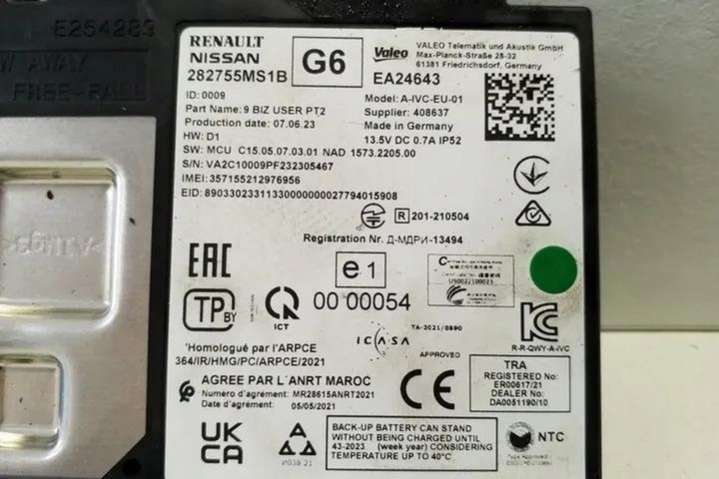 E254283
W AWAY
FREE-FALL
RENAULT
NISSAN
282755MS1B
G6
Valeo
VALEO Telematik und Akustik GmbH
Max-Planck-Straße 28-32
61381 Friedrichsdorf, Germany
EA24643
ID: 0009
Part Name: 9 BIZ USER PT2
Production date: 07.06.23
HW: D1
SW: MCU C15.05.07.03.01 NAD 1573.2205.00
S/N: VA2C10009PF232305467
IMEI: 357155212976956
EID: 89033023311330000000027794015908
Model: A-IVC-EU-01
Supplier: 408637
Made in Germany
13.5V DC 0.7A IP52
R 201-210504
Registration Nr. Д-МДРИ-13494
EAC
e1
TP BY
ICT
00 00054
TA-2021/0890
ICASA
APPROVED
R-R-QWY-A-IVC
'Homologué par l'ARPCE
364/IR/HMG/PC/ARPCE/2021
AGREE PAR L'ANRT MAROC
Numéro d'agrément: MR28615ANRT2021
Date d'agrément: 05/05/2021
CE
TRA
REGISTERED No:
ER00617/21
DEALER No:
DA0051190/10
UK
CA
BACK-UP BATTERY CAN STAND
WITHOUT BEING CHARGED UNTIL
43-2023 (week year) CONSIDERING
TEMPERATURE UP TO 40°C
NTC